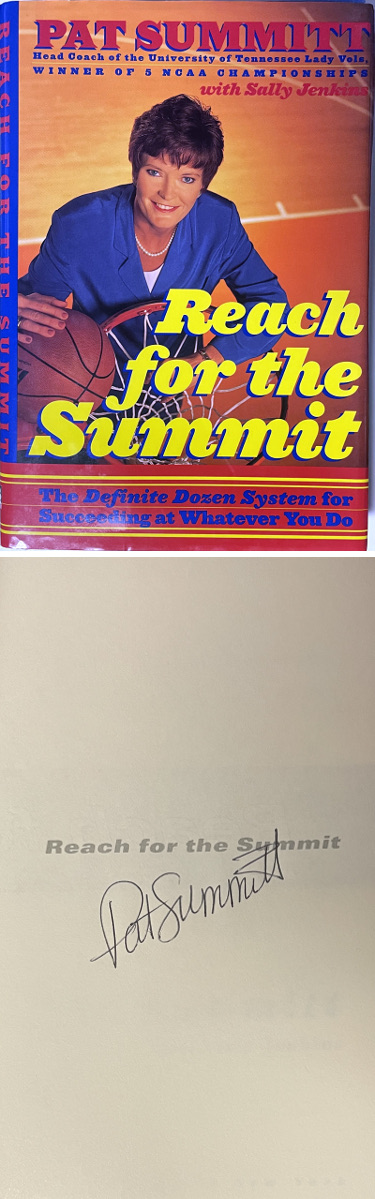 REACH FOR THE SUMMIT
PAT SUMMITT
Head Coach of the University of Tennessee Lady Vols,
WINNER OF 5 NCAA CHAMPIONSHIPS
with Sally Jenkins
Reach
for the
Summit
The Definite Dozen System for
Succeeding at Whatever You Do
Reach for the Summit
Pat Summitt